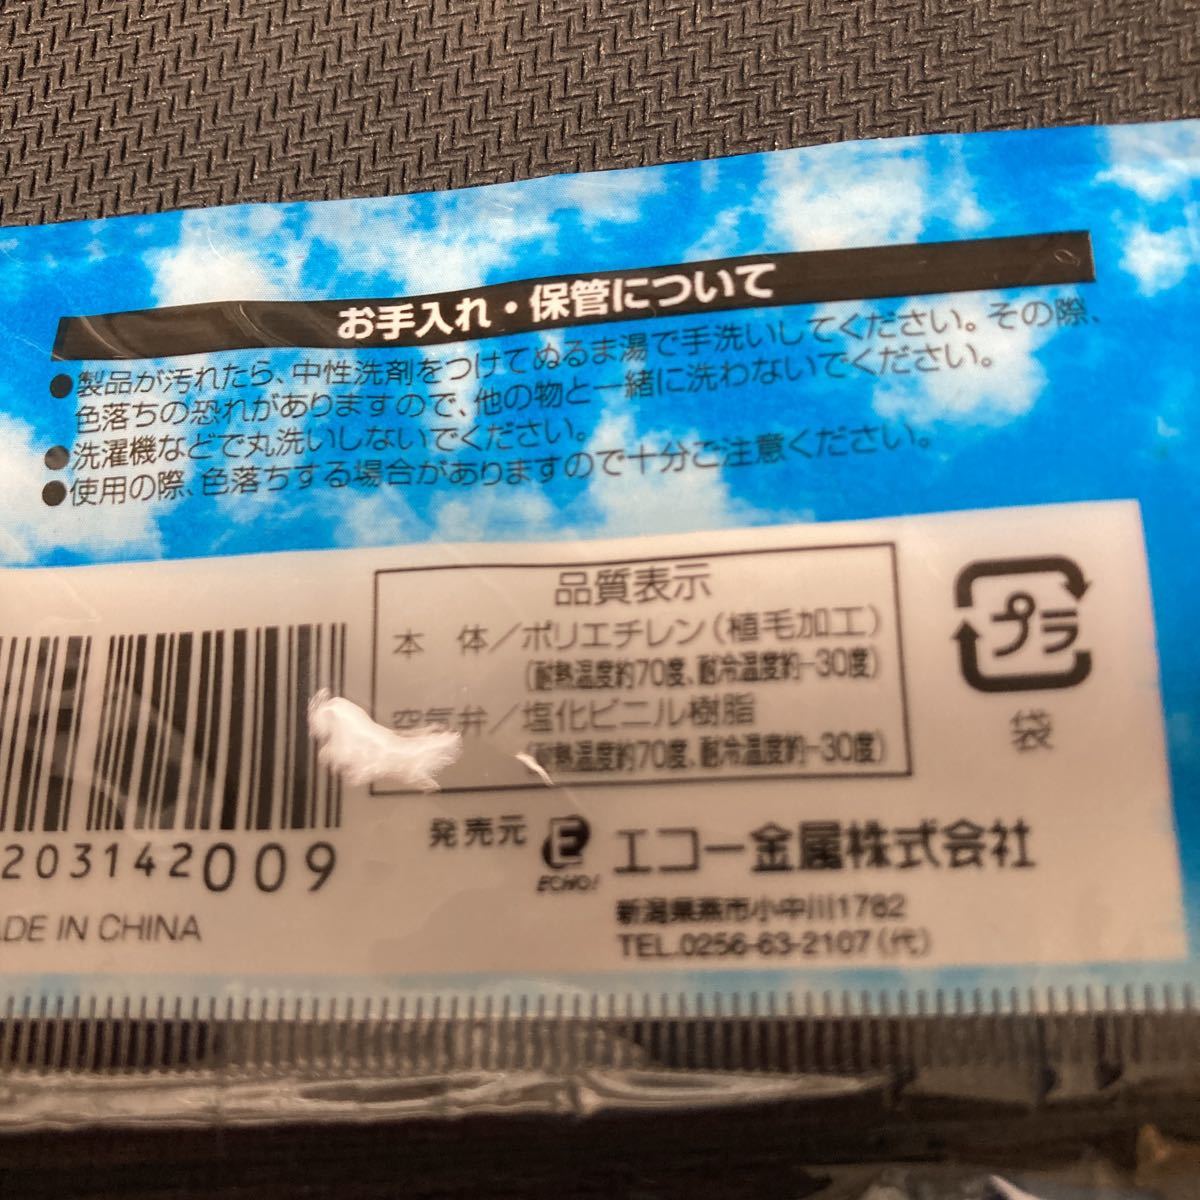 お手入れ・保管について
●製品が汚れたら、中性洗剤をつけてぬるま湯で手洗いしてください。その際、
色落ちの恐れがありますので、他の物と一緒に洗わないでください。
●洗濯機などで丸洗いしないでください。
●使用の際、色落ちする場合がありますので十分ご注意ください。
品質表示
本 体／ポリエチレン(植毛加工)
(耐熱温度約70度、耐冷温度約-30度)
空気弁／塩化ビニル樹脂
(耐熱温度約70度、耐冷温度約-30度)
プラ
袋
203142009
ADE IN CHINA
発売元 E ECHO! エコー金属株式会社
新潟県燕市小中川1782
TEL.0256-63-2107(代)